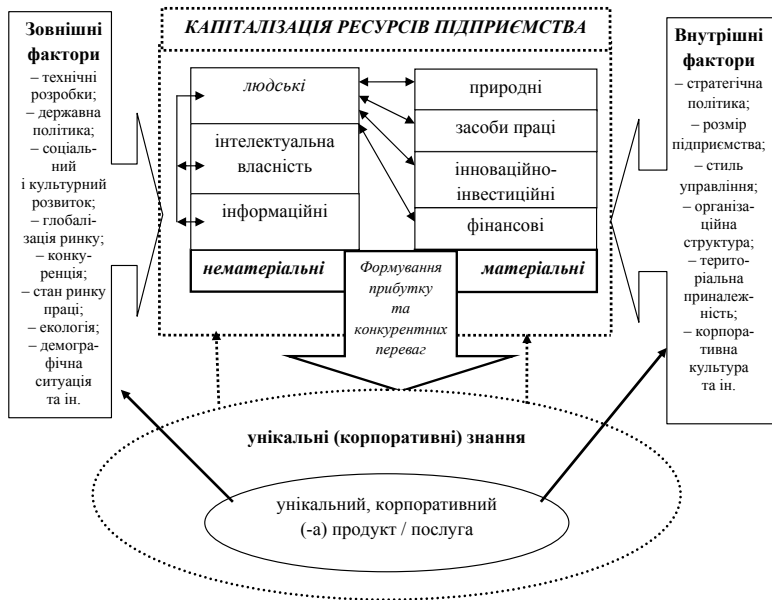 Зовнішні
фактори
– технічні
розробки;
– державна
політика;
– соціаль-
ний
і культурний
розвиток;
– глобалі-
зація ринку;
– конку-
ренція;
– стан ринку
праці;
– екологія;
– демогра-
фічна
ситуація
та ін.
КАПІТАЛІЗАЦІЯ РЕСУРСІВ ПІДПРИЄМСТВА
людські
інтелектуальна
власність
інформаційні
нематеріальні
природні
засоби праці
інноваційно-
інвестиційні
фінансові
матеріальні
Формування
прибутку
та
конкурентних
переваг
Внутрішні
фактори
– стратегічна
політика;
– розмір
підприємства;
– стиль
управління;
– організа-
ційна
структура;
– терито-
ріальна
приналеж-
ність;
– корпора-
тивна
культура
та ін.
унікальні (корпоративні) знання
унікальний, корпоративний
(-а) продукт / послуга